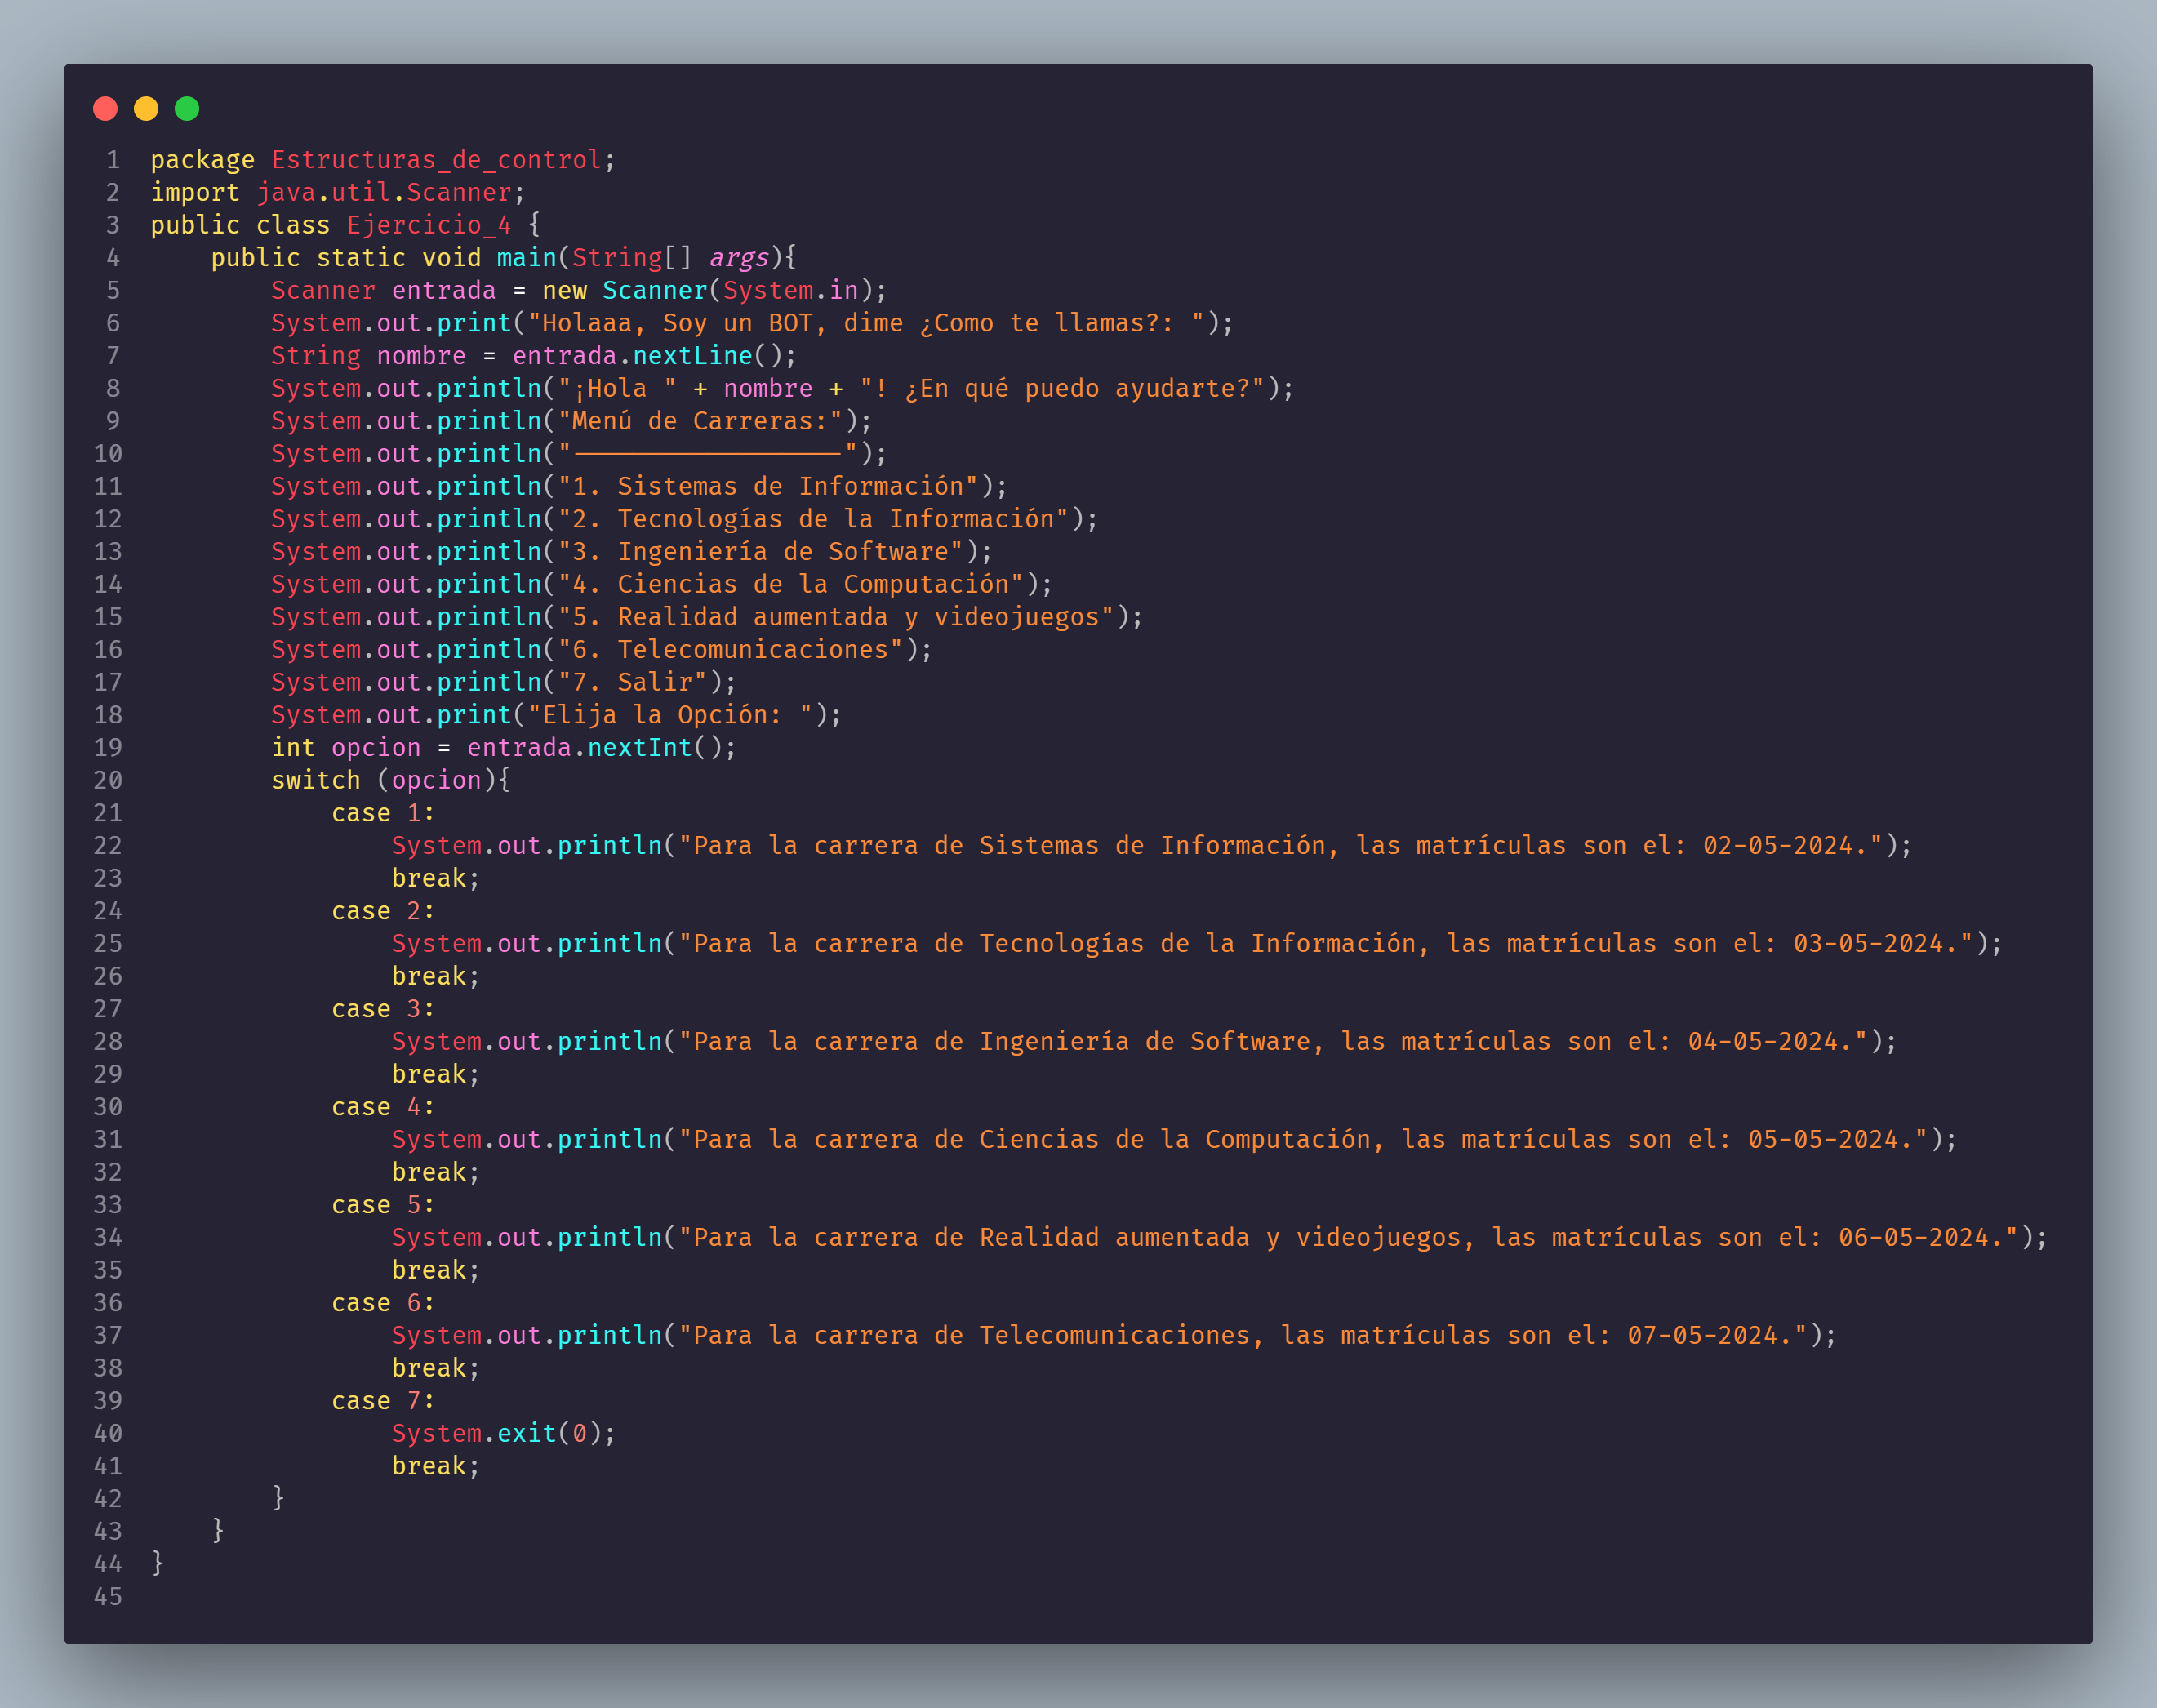 1 package Estructuras_de_control;
2 import java.util.Scanner;
3 public class Ejercicio_4 {
4     public static void main(String[] args){
5         Scanner entrada = new Scanner(System.in);
6         System.out.print("Holaaa, Soy un BOT, dime ¿Como te llamas?: ");
7         String nombre = entrada.nextLine();
8         System.out.println("¡Hola " + nombre + "! ¿En qué puedo ayudarte?");
9         System.out.println("Menú de Carreras:");
10         System.out.println("------------------");
11         System.out.println("1. Sistemas de Información");
12         System.out.println("2. Tecnologías de la Información");
13         System.out.println("3. Ingeniería de Software");
14         System.out.println("4. Ciencias de la Computación");
15         System.out.println("5. Realidad aumentada y videojuegos");
16         System.out.println("6. Telecomunicaciones");
17         System.out.println("7. Salir");
18         System.out.print("Elija la Opción: ");
19         int opcion = entrada.nextInt();
20         switch (opcion){
21             case 1:
22                 System.out.println("Para la carrera de Sistemas de Información, las matrículas son el: 02-05-2024.");
23                 break;
24             case 2:
25                 System.out.println("Para la carrera de Tecnologías de la Información, las matrículas son el: 03-05-2024.");
26                 break;
27             case 3:
28                 System.out.println("Para la carrera de Ingeniería de Software, las matrículas son el: 04-05-2024.");
29                 break;
30             case 4:
31                 System.out.println("Para la carrera de Ciencias de la Computación, las matrículas son el: 05-05-2024.");
32                 break;
33             case 5:
34                 System.out.println("Para la carrera de Realidad aumentada y videojuegos, las matrículas son el: 06-05-2024.");
35                 break;
36             case 6:
37                 System.out.println("Para la carrera de Telecomunicaciones, las matrículas son el: 07-05-2024.");
38                 break;
39             case 7:
40                 System.exit(0);
41                 break;
42         }
43     }
44 }
45